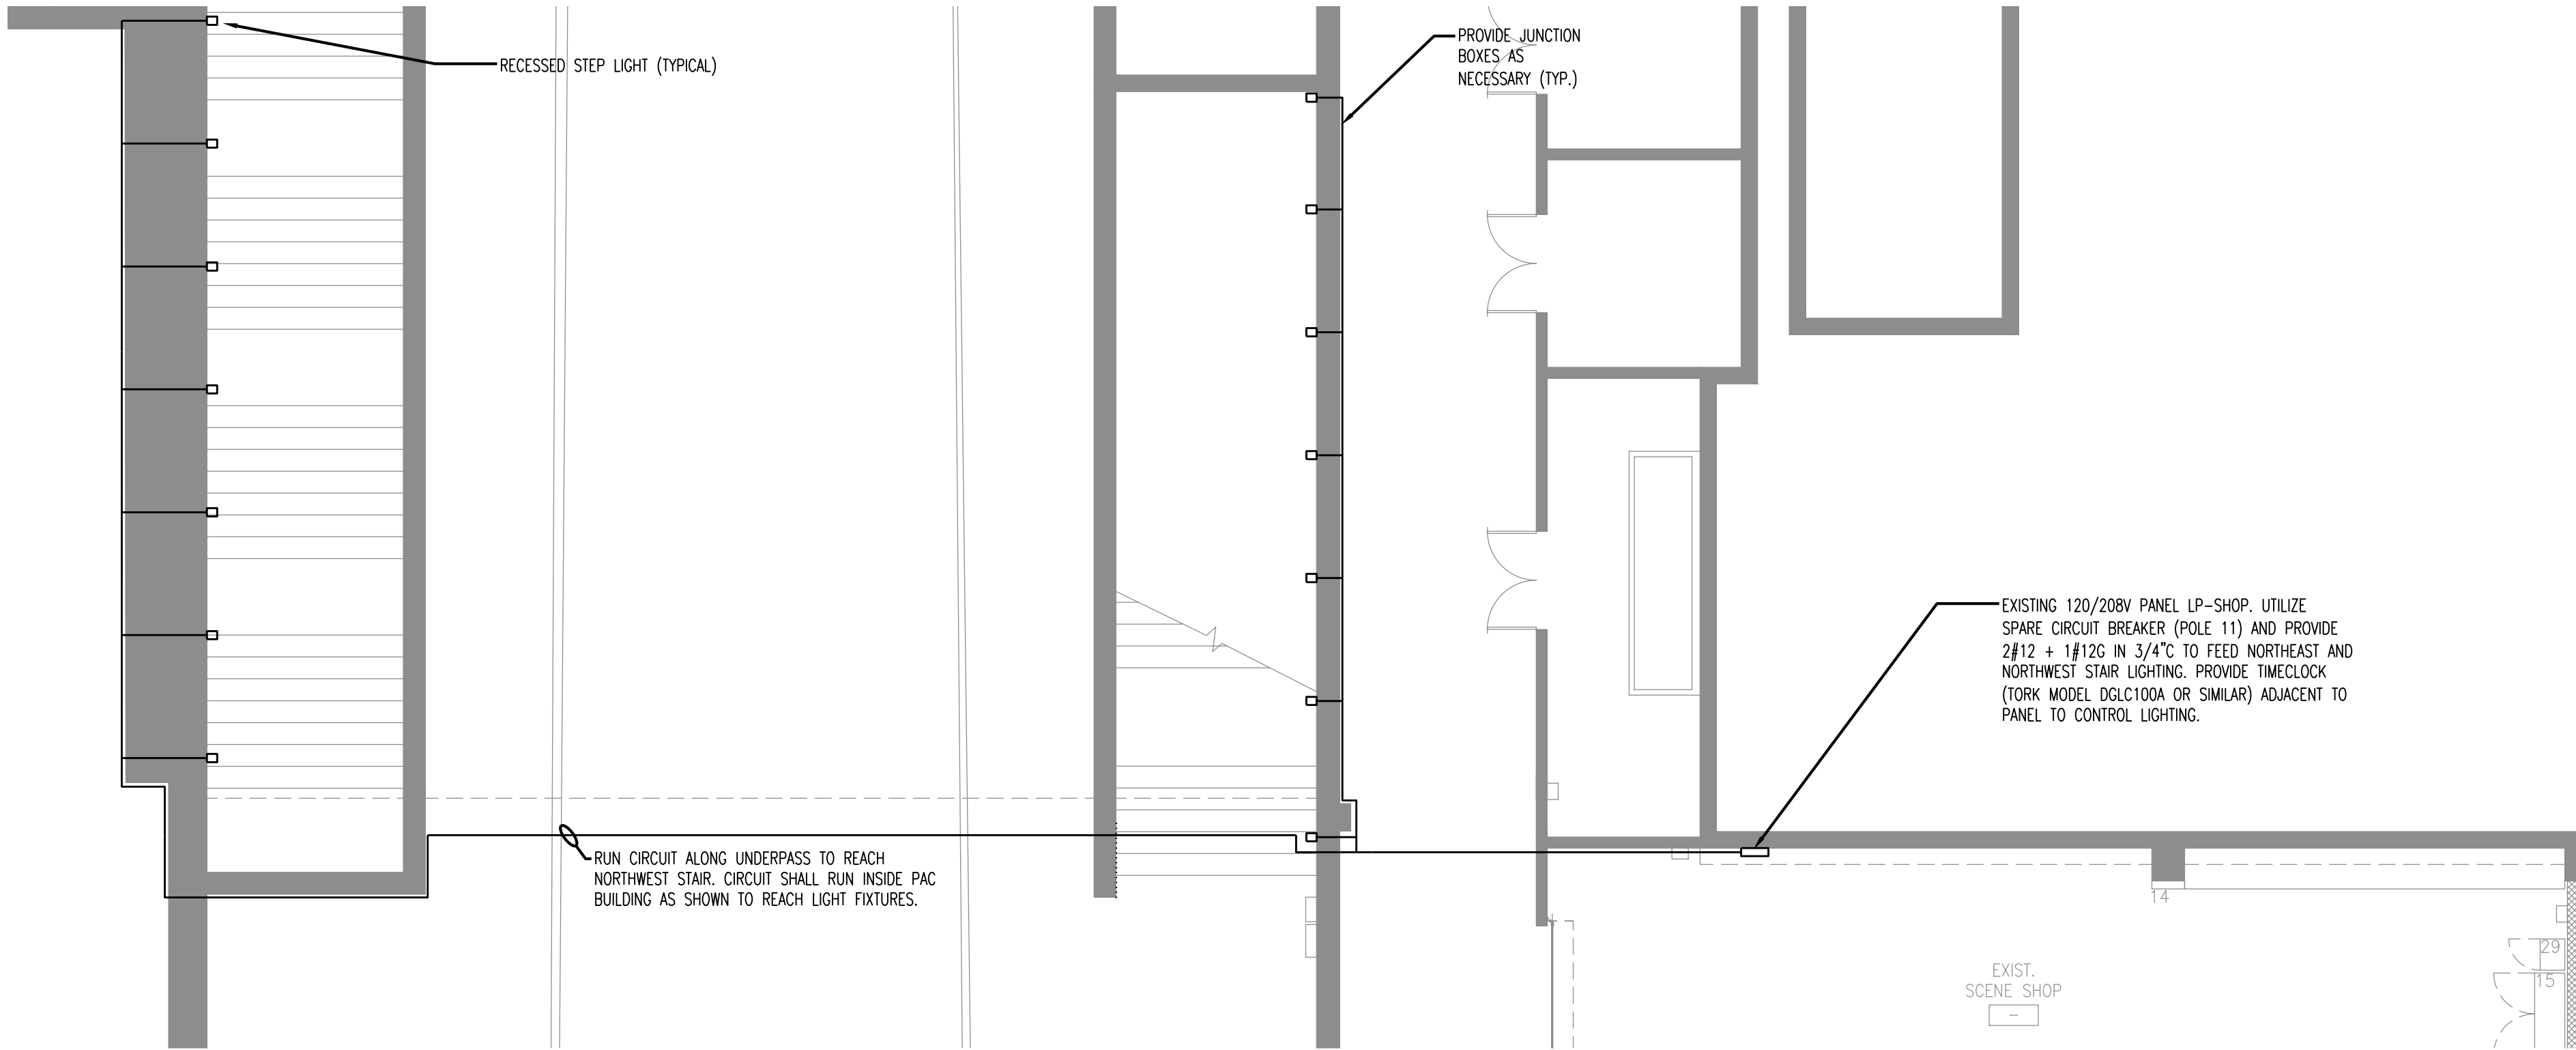 RECESSED STEP LIGHT (TYPICAL)
PROVIDE JUNCTION
BOXES AS
NECESSARY (TYP.)
EXISTING 120/208V PANEL LP-SHOP. UTILIZE
SPARE CIRCUIT BREAKER (POLE 11) AND PROVIDE
2#12 + 1#12G IN 3/4"C TO FEED NORTHEAST AND
NORTHWEST STAIR LIGHTING. PROVIDE TIMECLOCK
(TORK MODEL DGLC100A OR SIMILAR) ADJACENT TO
PANEL TO CONTROL LIGHTING.
RUN CIRCUIT ALONG UNDERPASS TO REACH
NORTHWEST STAIR. CIRCUIT SHALL RUN INSIDE PAC
BUILDING AS SHOWN TO REACH LIGHT FIXTURES.
14
29
15
EXIST.
SCENE SHOP
-